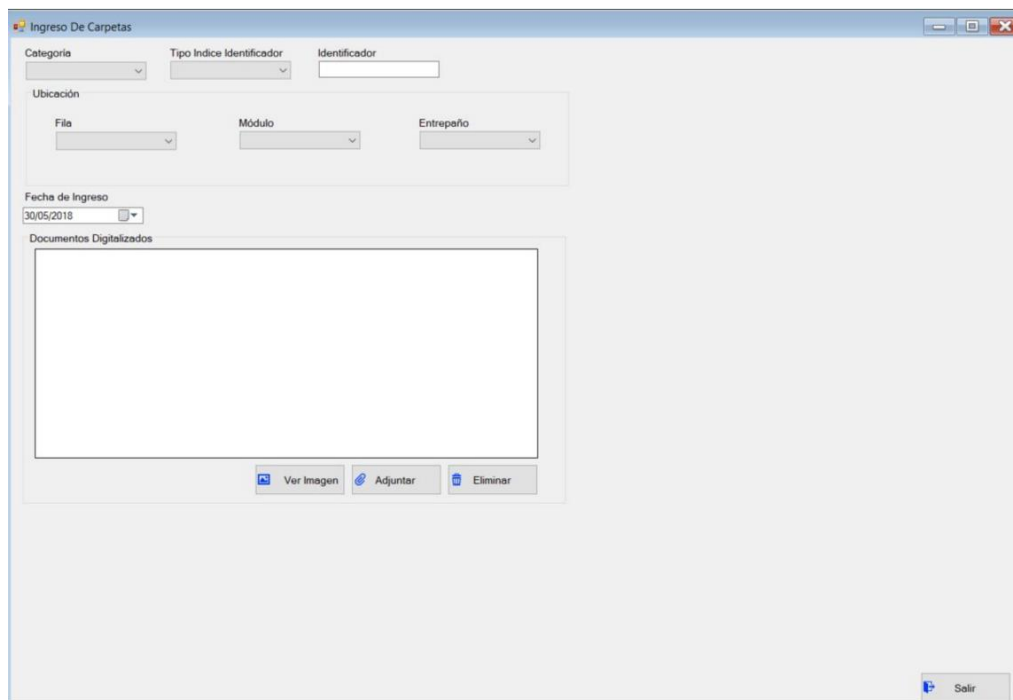 Ingreso De Carpetas
Categoria Tipo Indice Identificador Identificador
Ubicación
Fila Módulo Entrepaño
Fecha de Ingreso
30/05/2018
Documentos Digitalizados
Ver Imagen Adjuntar Eliminar
Salir